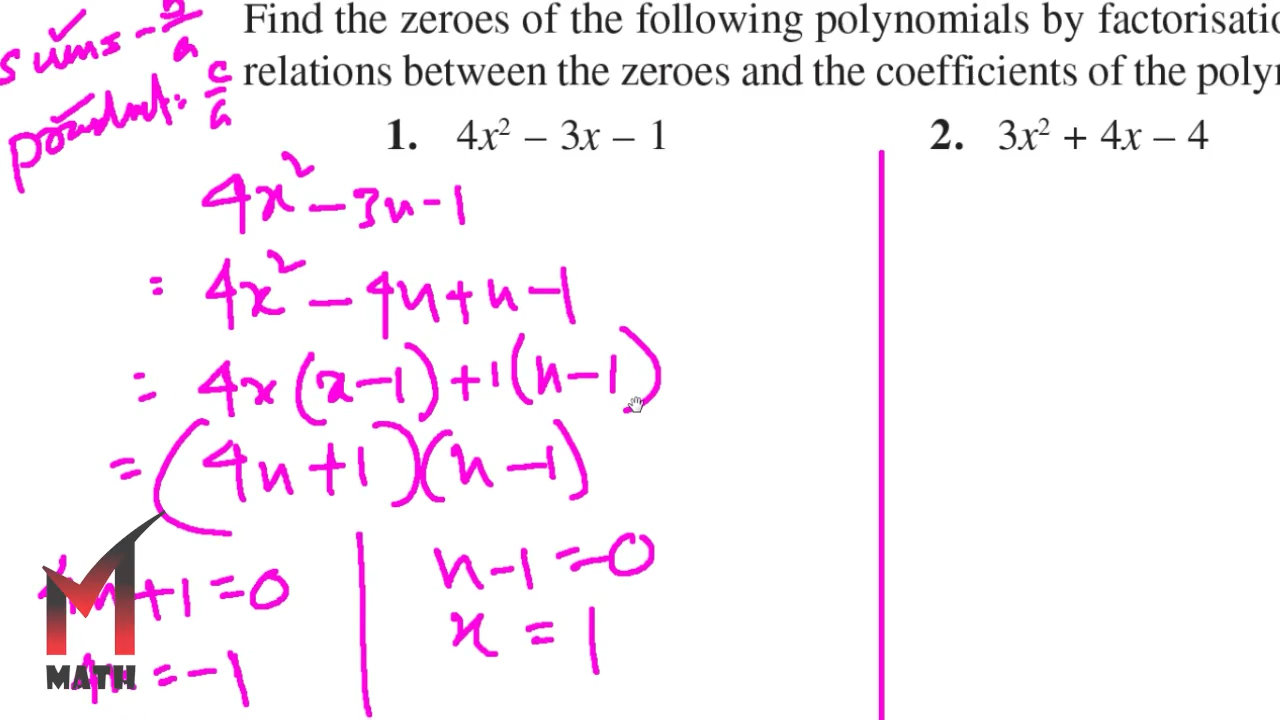 Find the zeroes of the following polynomials by factorisatio
relations between the zeroes and the coefficients of the poly
1. 4x² – 3x – 1
2. 3x² + 4x – 4
sums -b/a
product: c/a
4x² - 3x - 1
= 4x² - 4x + x - 1
= 4x (x - 1) + 1 (x - 1)
= (4x + 1) (x - 1)
4x + 1 = 0
x - 1 = 0
x = 1
4x = -1
MATH